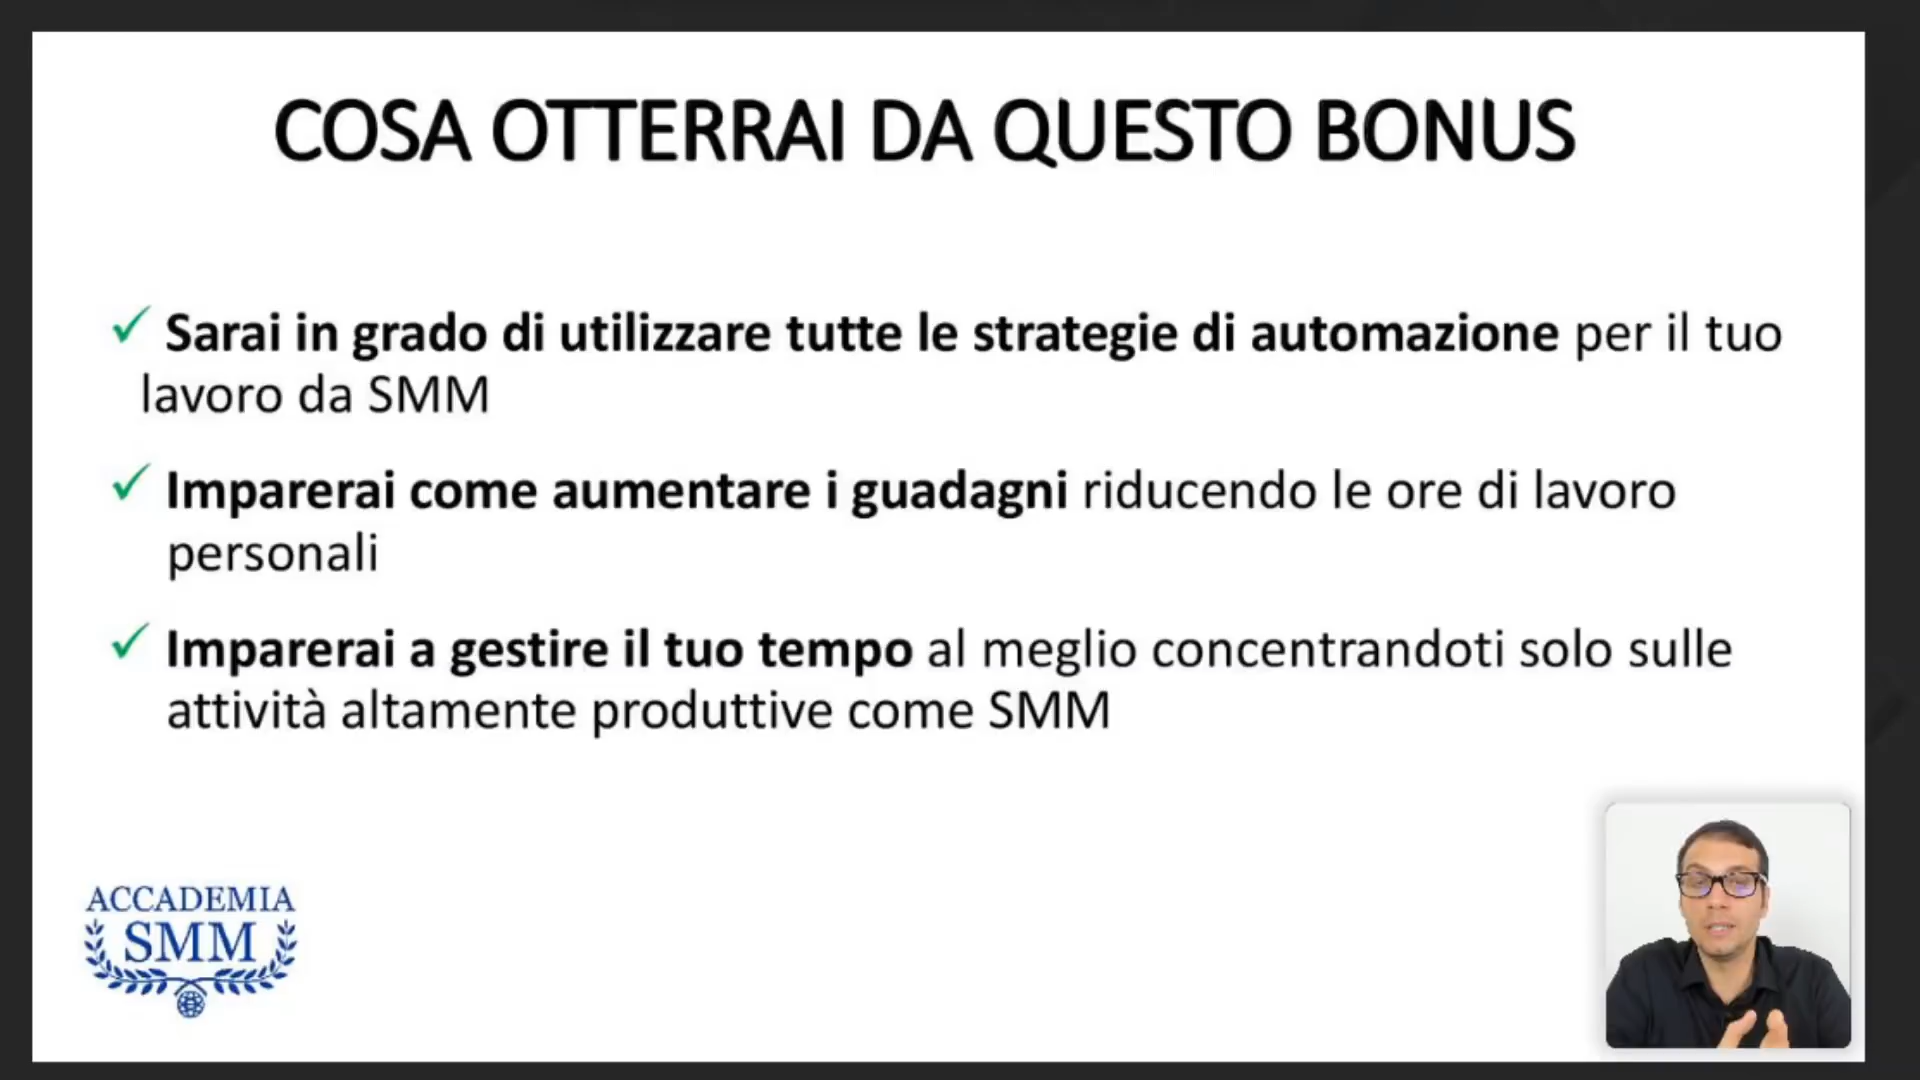 COSA OTTERRAI DA QUESTO BONUS
✓ Sarai in grado di utilizzare tutte le strategie di automazione per il tuo
lavoro da SMM
✓ Imparerai come aumentare i guadagni riducendo le ore di lavoro
personali
✓ Imparerai a gestire il tuo tempo al meglio concentrandoti solo sulle
attività altamente produttive come SMM
ACCADEMIA
SMM